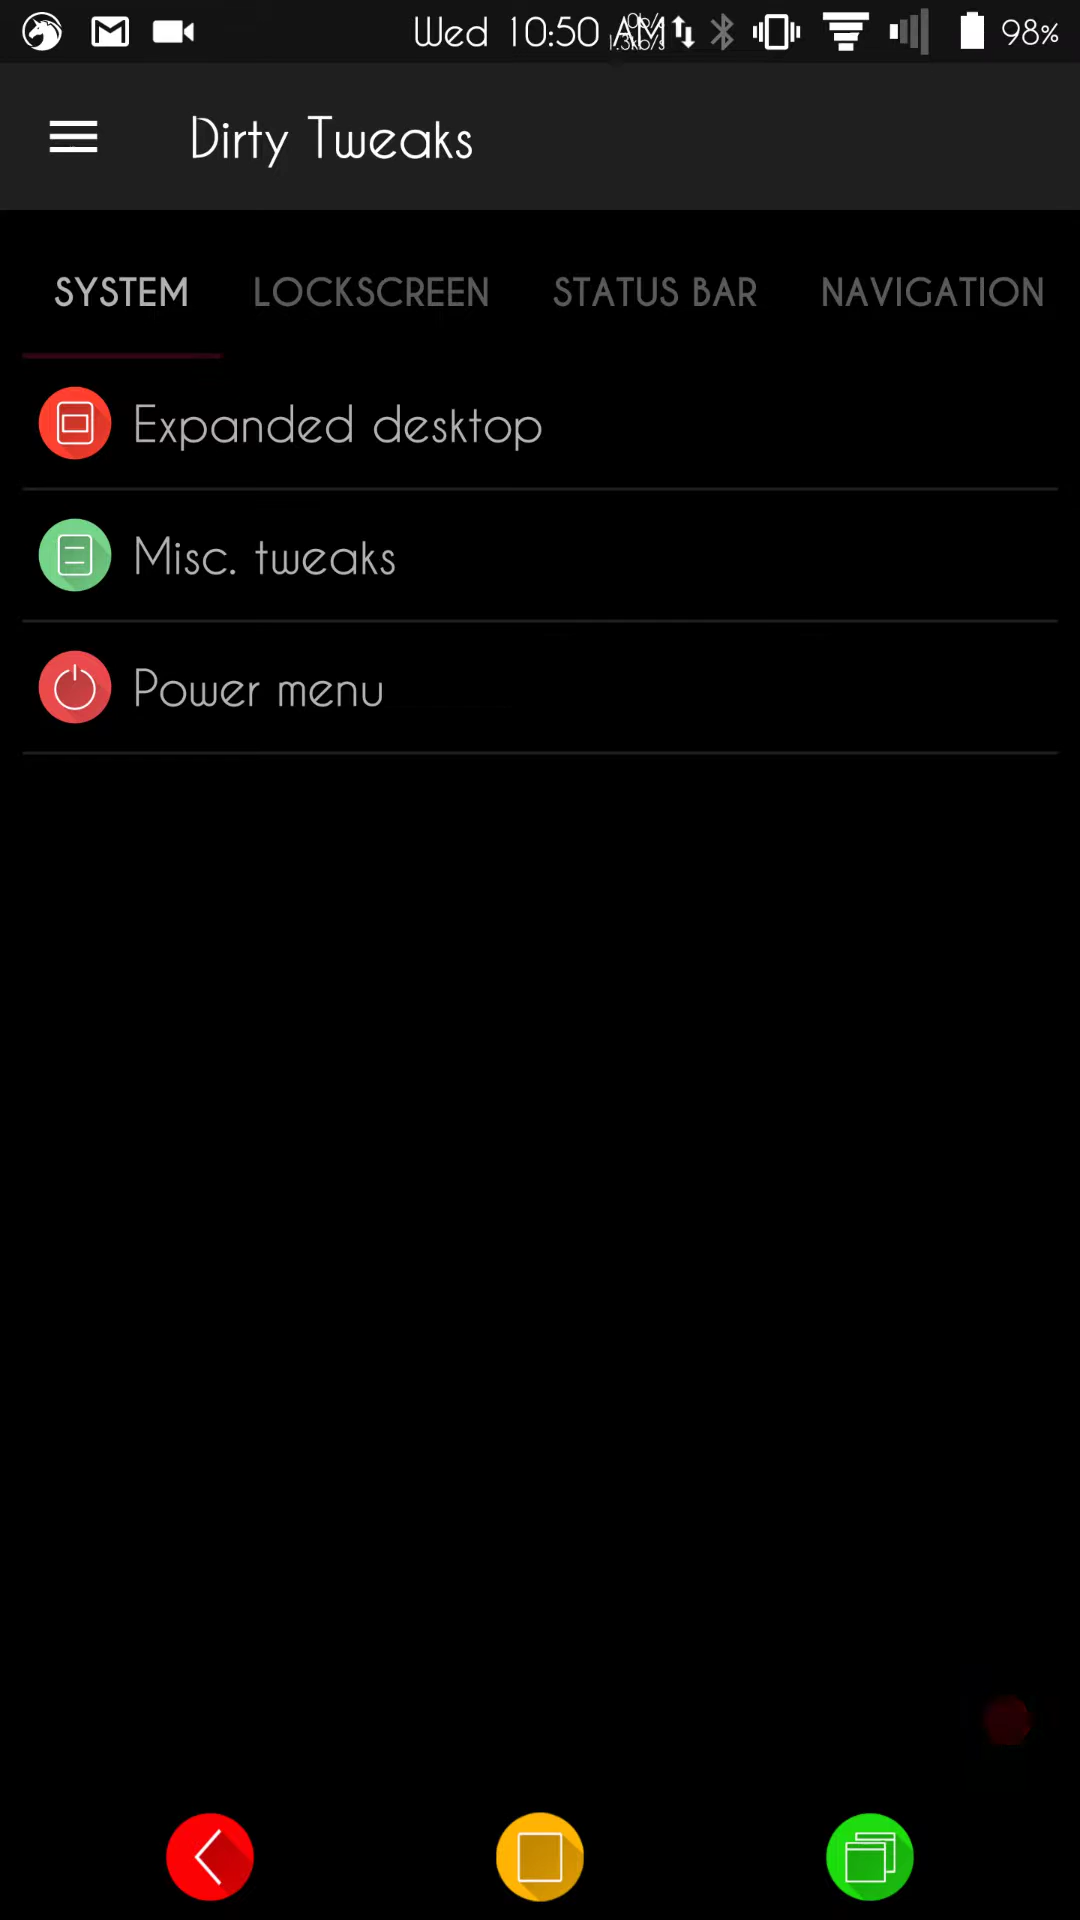 Wed 10:50 AM 98%
Dirty Tweaks
SYSTEM LOCKSCREEN STATUS BAR NAVIGATION
Expanded desktop
Misc. tweaks
Power menu